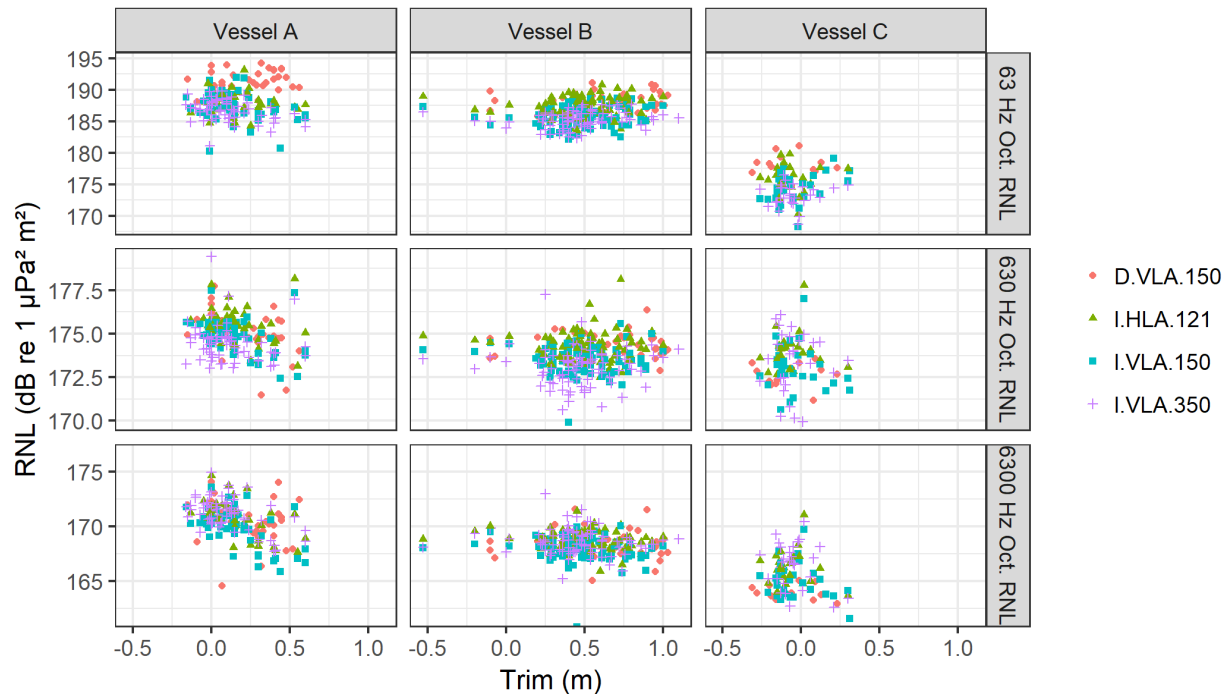 Vessel A Vessel B Vessel C
195
190
185
180
175
170
63 Hz Oct. RNL
177.5
175.0
172.5
170.0
630 Hz Oct. RNL
175
170
165
6300 Hz Oct. RNL
RNL (dB re 1 µPa² m²)
-0.5 0.0 0.5 1.0 -0.5 0.0 0.5 1.0 -0.5 0.0 0.5 1.0
Trim (m)
D.VLA.150
I.HLA.121
I.VLA.150
I.VLA.350